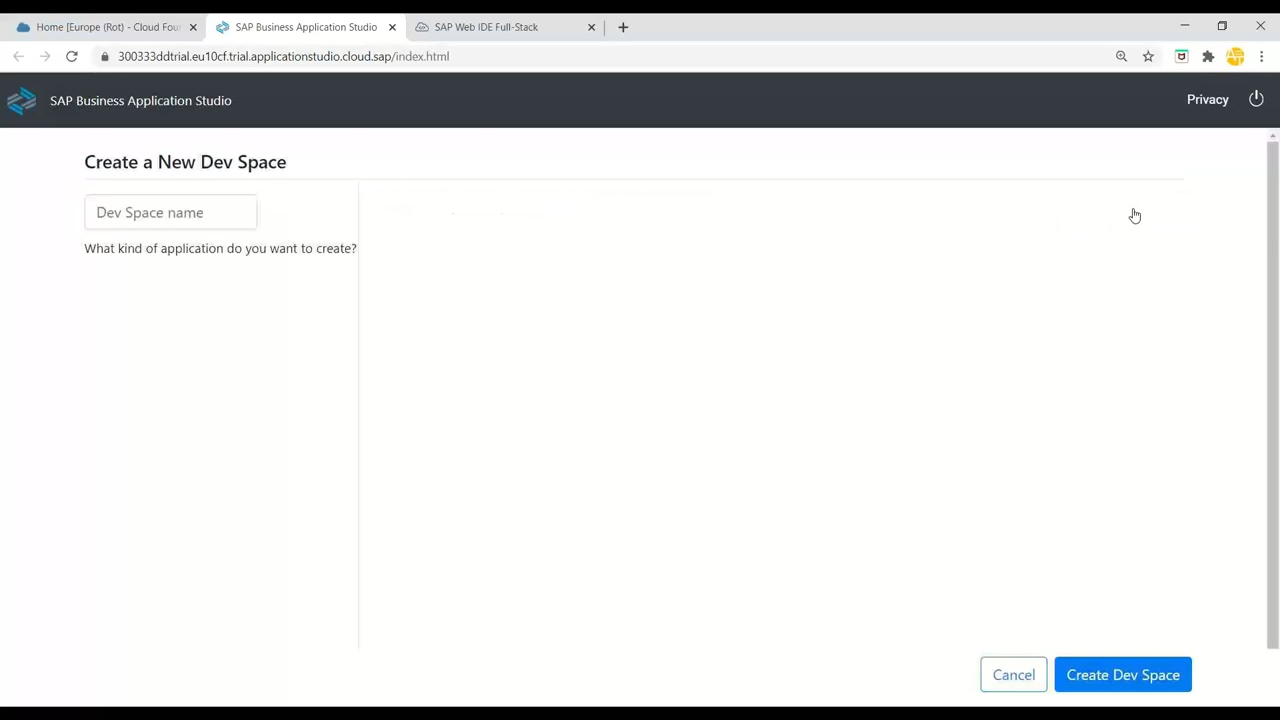 Home [Europe (Rot) - Cloud Foun
SAP Business Application Studio
SAP Web IDE Full-Stack
300333ddtrial.eu10cf.trial.applicationstudio.cloud.sap/index.html
SAP Business Application Studio
Privacy
Create a New Dev Space
Dev Space name
What kind of application do you want to create?
Cancel
Create Dev Space